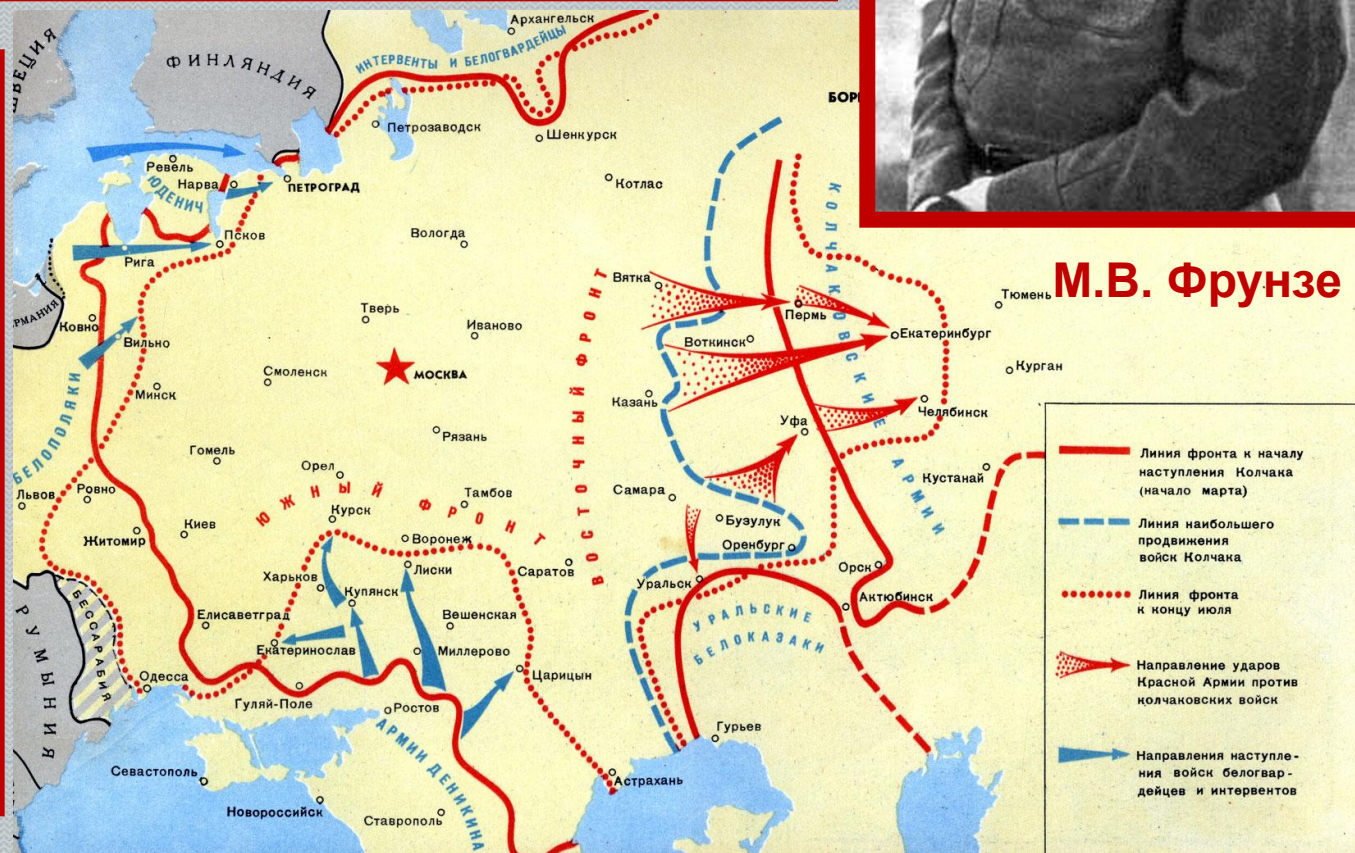 Архангельск
ИНТЕРВЕНТЫ И БЕЛОГВАРДЕЙЦЫ
ФИНЛЯНДИЯ
Петрозаводск
Шенкурск
Ревель
Нарва
ПЕТРОГРАД
ЮДЕНИЧ
Котлас
Псков
Рига
Вологда
КОЛЧАКОВСКИЕ АРМИИ
М.В. Фрунзе
Вятка
Тюмень
Пермь
Екатеринбург
Ковно
Вильно
Тверь
Иваново
Воткинск
Курган
Минск
Смоленск
МОСКВА
Казань
Челябинск
Уфа
БЕЛОПОЛЯКИ
Рязань
ВОСТОЧНЫЙ ФРОНТ
Гомель
Орел
Кустанай
Львов
Ровно
Тамбов
Самара
ЮЖНЫЙ ФРОНТ
Курск
Бузулук
Житомир
Киев
Воронеж
Оренбург
Лиски
Саратов
Орск
Харьков
Купянск
Уральск
Актюбинск
БЕССАРАБИЯ
РУМЫНИЯ
Елисаветград
Вешенская
УРАЛЬСКИЕ
БЕЛОКАЗАКИ
Екатеринослав
Миллерово
Одесса
Царицын
Гуляй-Поле
Ростов
Гурьев
АРМИИ ДЕНИКИНА
Севастополь
Астрахань
Новороссийск
Ставрополь
Линия фронта к началу
наступления Колчака
(начало марта)
Линия наибольшего
продвижения
войск Колчака
Линия фронта
к концу июля
Направление ударов
Красной Армии против
колчаковских войск
Направления наступле-
ния войск белогвар-
дейцев и интервентов